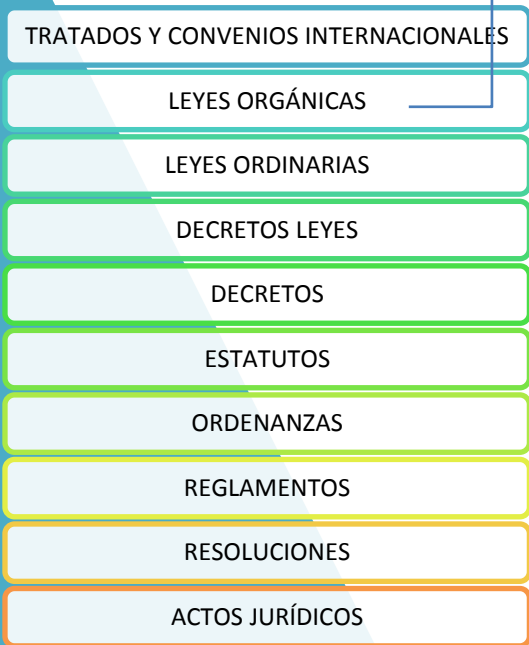 TRATADOS Y CONVENIOS INTERNACIONALES
LEYES ORGÁNICAS
LEYES ORDINARIAS
DECRETOS LEYES
DECRETOS
ESTATUTOS
ORDENANZAS
REGLAMENTOS
RESOLUCIONES
ACTOS JURÍDICOS